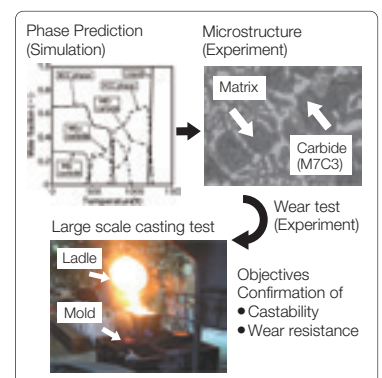 Phase Prediction
(Simulation)
Microstructure
(Experiment)
Matrix
Carbide
(M7C3)
Wear test
(Experiment)
Large scale casting test
Ladle
Mold
Objectives
Confirmation of
• Castability
• Wear resistance